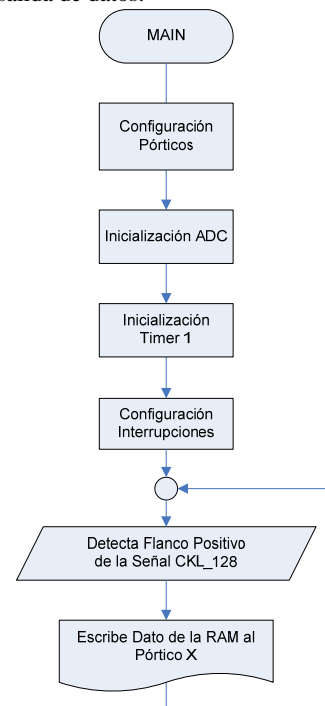 salida de datos.
MAIN
Configuración
Pórticos
Inicialización ADC
Inicialización
Timer 1
Configuración
Interrupciones
Detecta Flanco Positivo
de la Señal CKL_128
Escribe Dato de la RAM al
Pórtico X